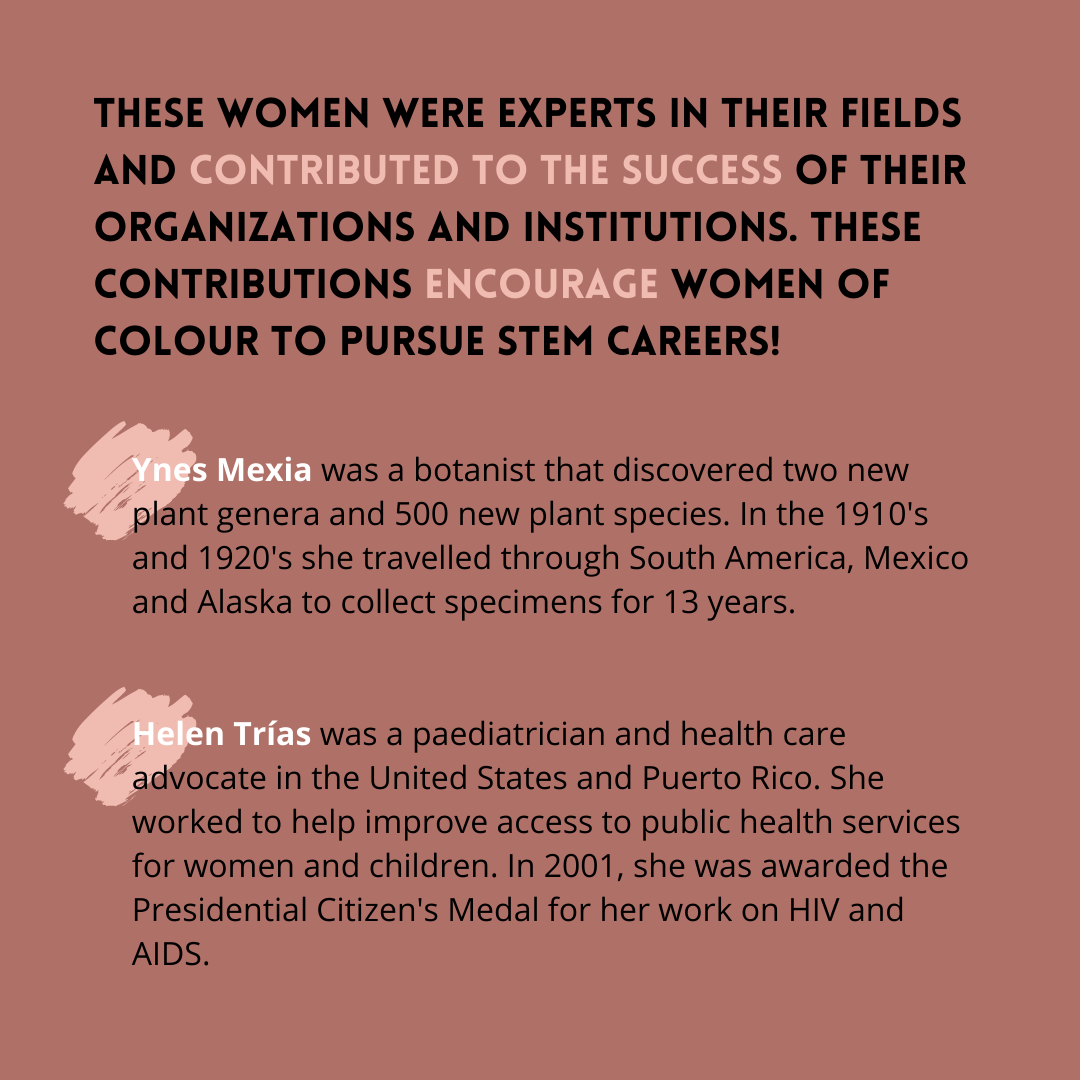 THESE WOMEN WERE EXPERTS IN THEIR FIELDS
AND CONTRIBUTED TO THE SUCCESS OF THEIR
ORGANIZATIONS AND INSTITUTIONS. THESE
CONTRIBUTIONS ENCOURAGE WOMEN OF
COLOUR TO PURSUE STEM CAREERS!
Ynes Mexia was a botanist that discovered two new
plant genera and 500 new plant species. In the 1910's
and 1920's she travelled through South America, Mexico
and Alaska to collect specimens for 13 years.
Helen Trías was a paediatrician and health care
advocate in the United States and Puerto Rico. She
worked to help improve access to public health services
for women and children. In 2001, she was awarded the
Presidential Citizen's Medal for her work on HIV and
AIDS.